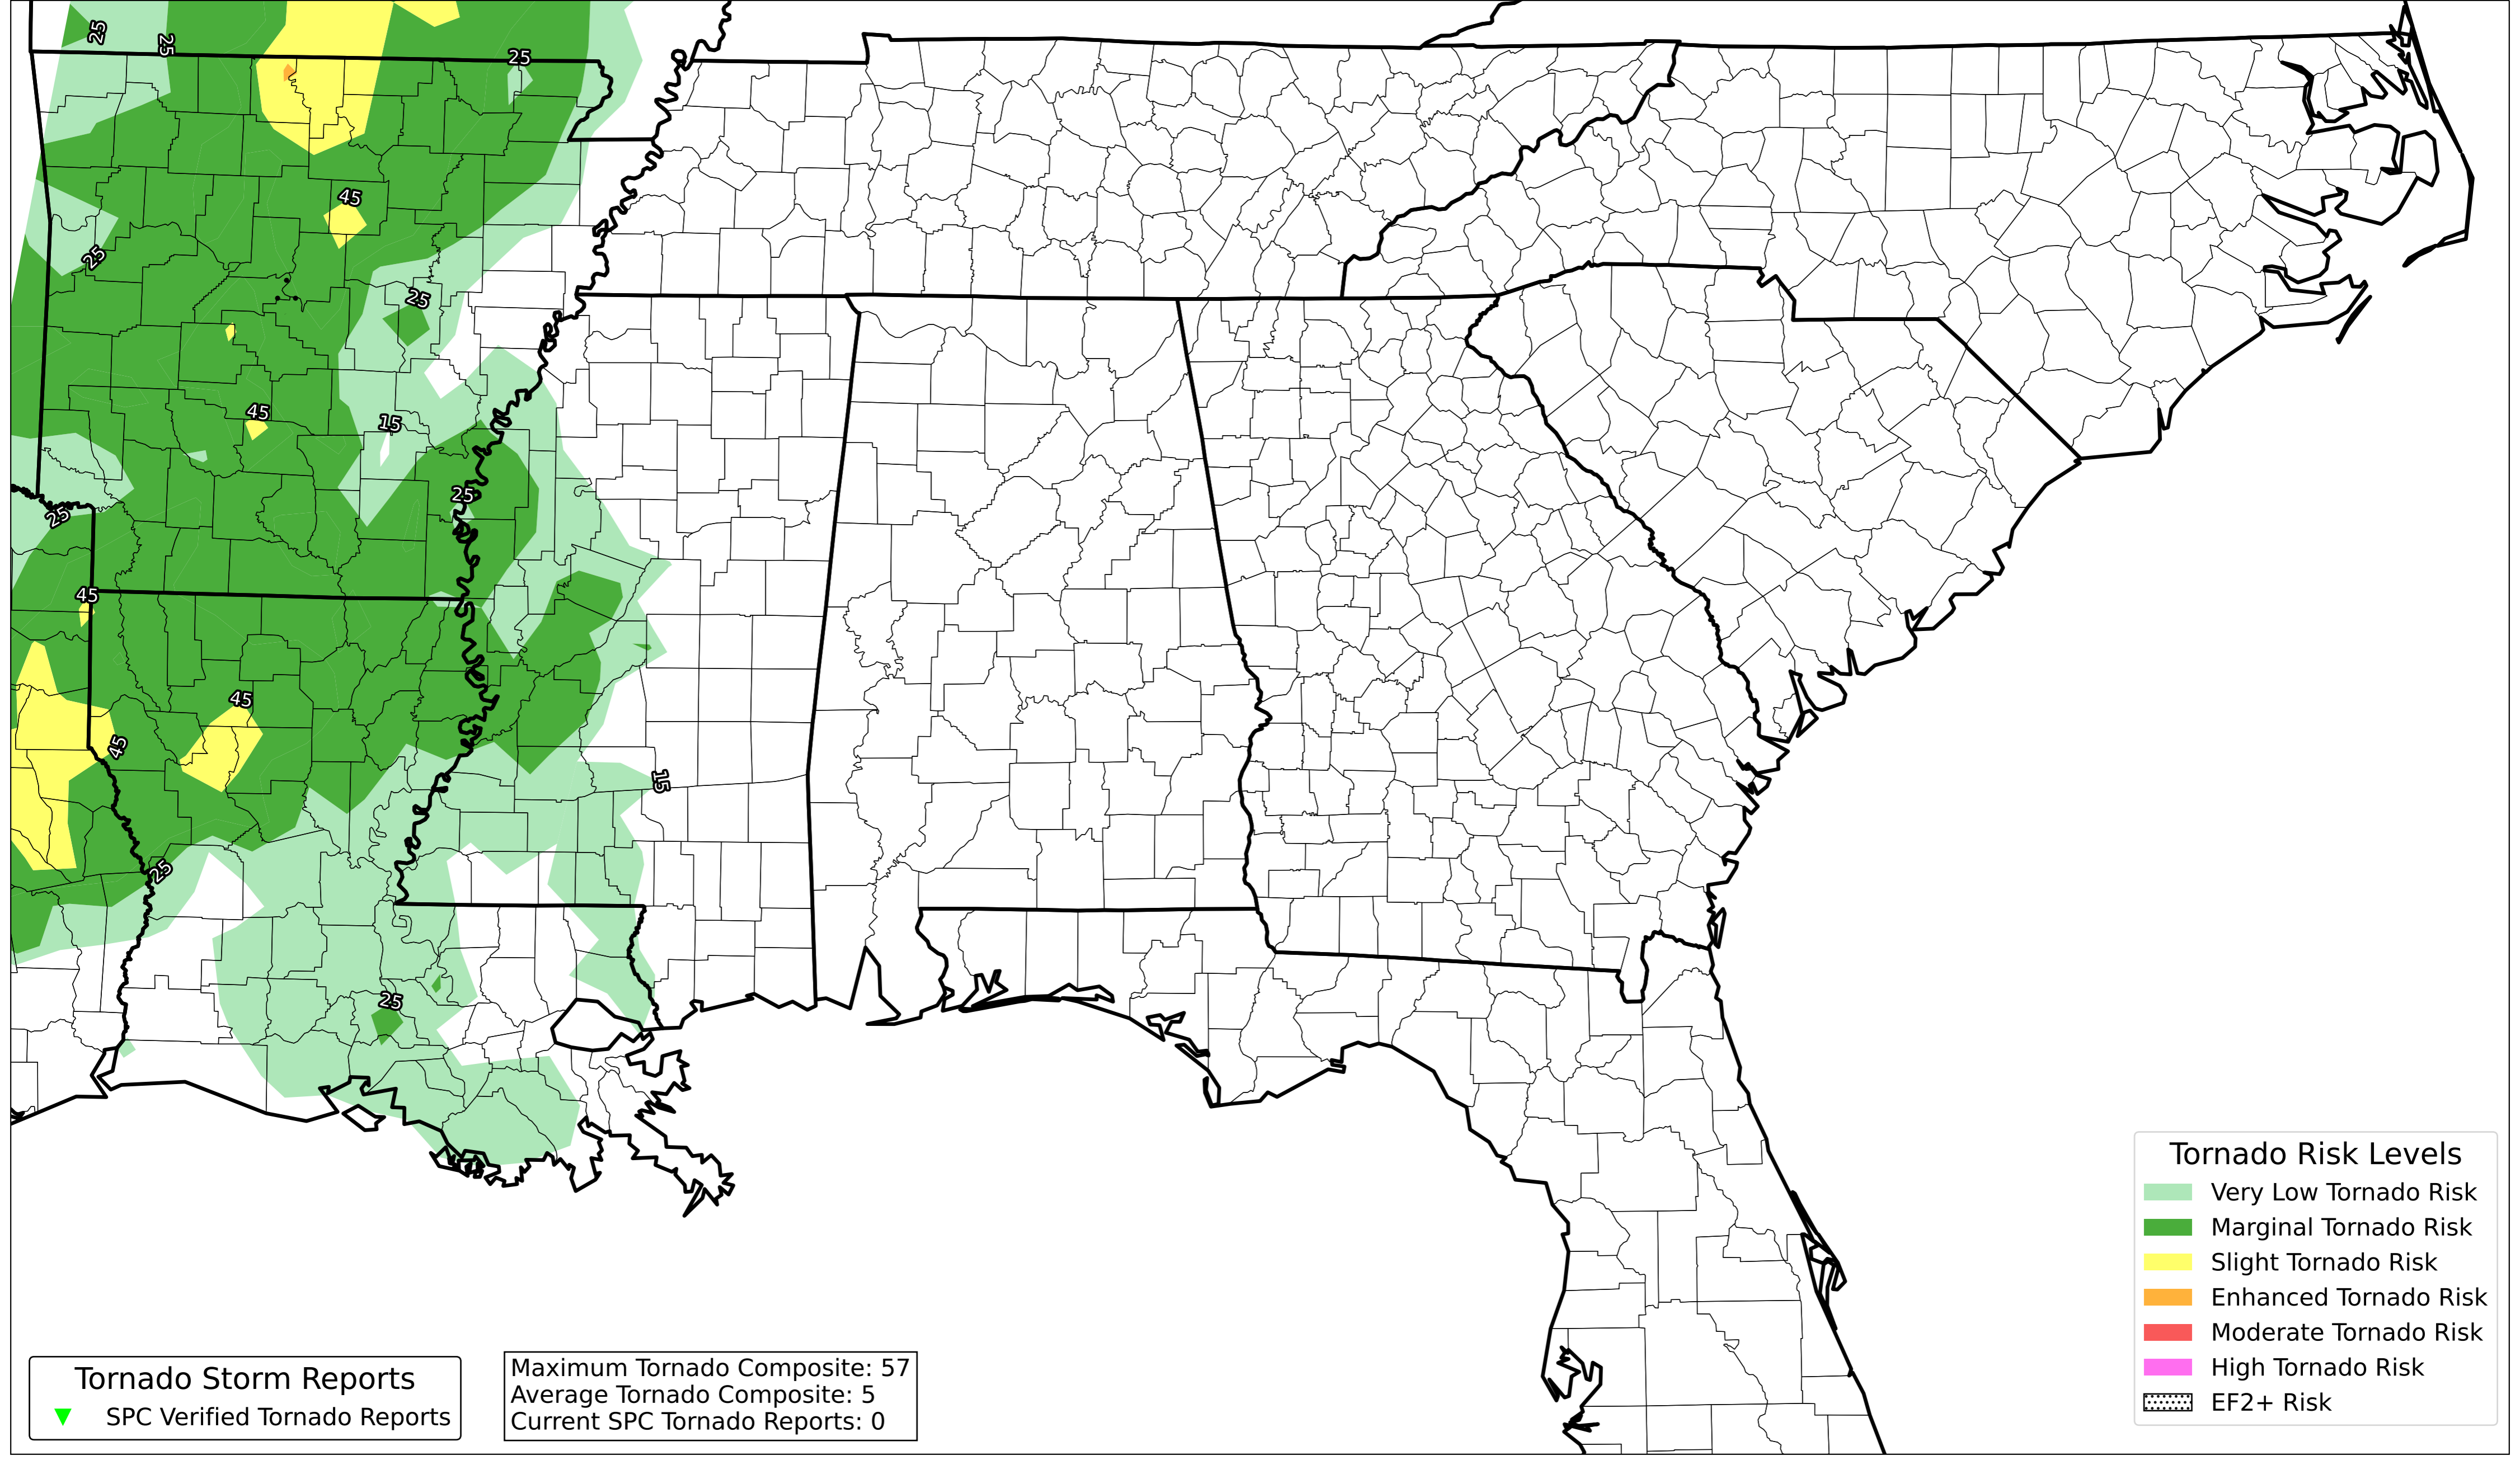 25
25
25
45
25
25
45
15
25
25
45
45
45
15
25
25
Tornado Risk Levels
Very Low Tornado Risk
Marginal Tornado Risk
Slight Tornado Risk
Enhanced Tornado Risk
Moderate Tornado Risk
High Tornado Risk
EF2+ Risk
Tornado Storm Reports
SPC Verified Tornado Reports
Maximum Tornado Composite: 57
Average Tornado Composite: 5
Current SPC Tornado Reports: 0